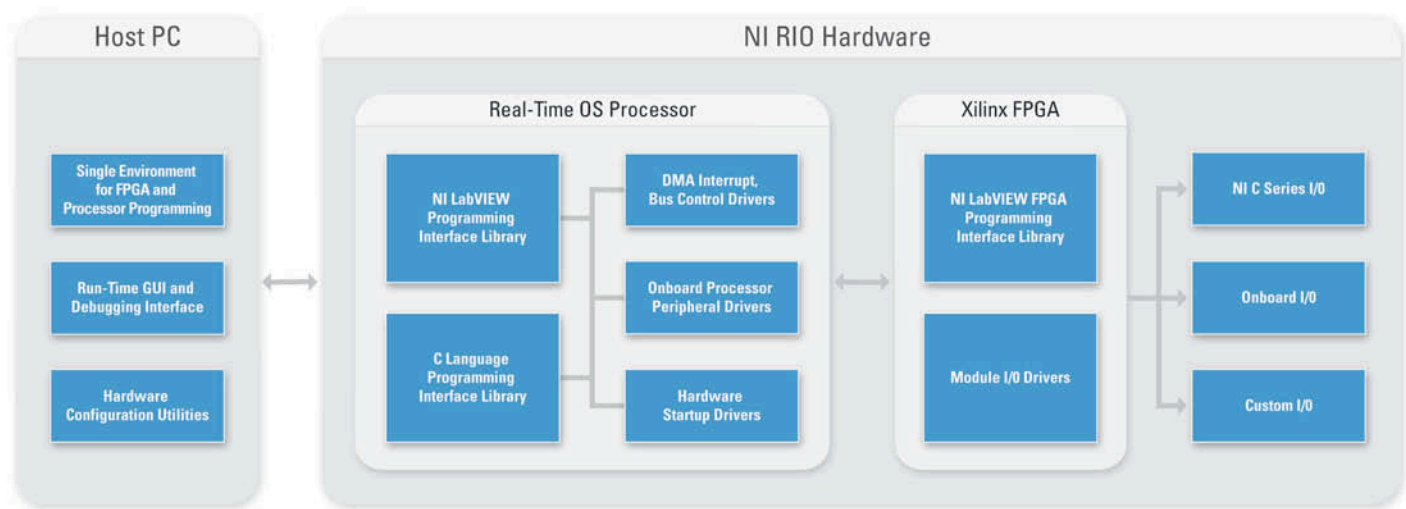 Host PC
Single Environment
for FPGA and
Processor Programming
Run-Time GUI and
Debugging Interface
Hardware
Configuration Utilities
NI RIO Hardware
Real-Time OS Processor
NI LabVIEW
Programming
Interface Library
C Language
Programming
Interface Library
DMA Interrupt,
Bus Control Drivers
Onboard Processor
Peripheral Drivers
Hardware
Startup Drivers
Xilinx FPGA
NI LabVIEW FPGA
Programming
Interface Library
Module I/O Drivers
NI C Series I/O
Onboard I/O
Custom I/O